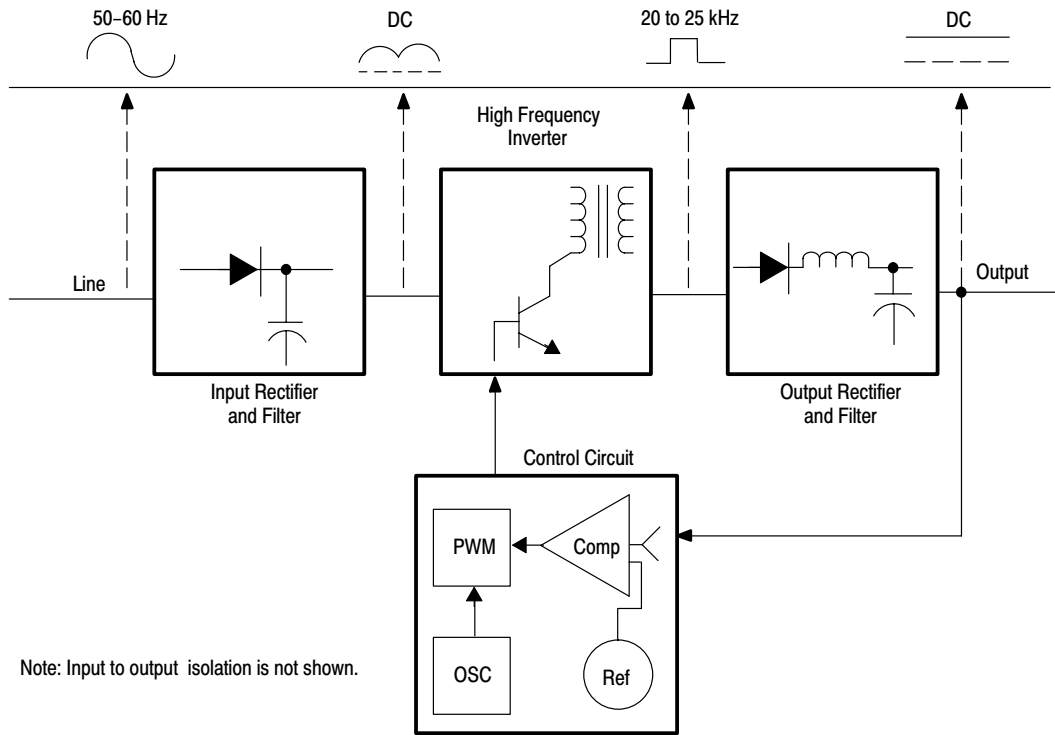 50–60 Hz
DC
20 to 25 kHz
DC
High Frequency
Inverter
Line
Output
Input Rectifier
and Filter
Output Rectifier
and Filter
Control Circuit
PWM
Comp
OSC
Ref
Note: Input to output isolation is not shown.